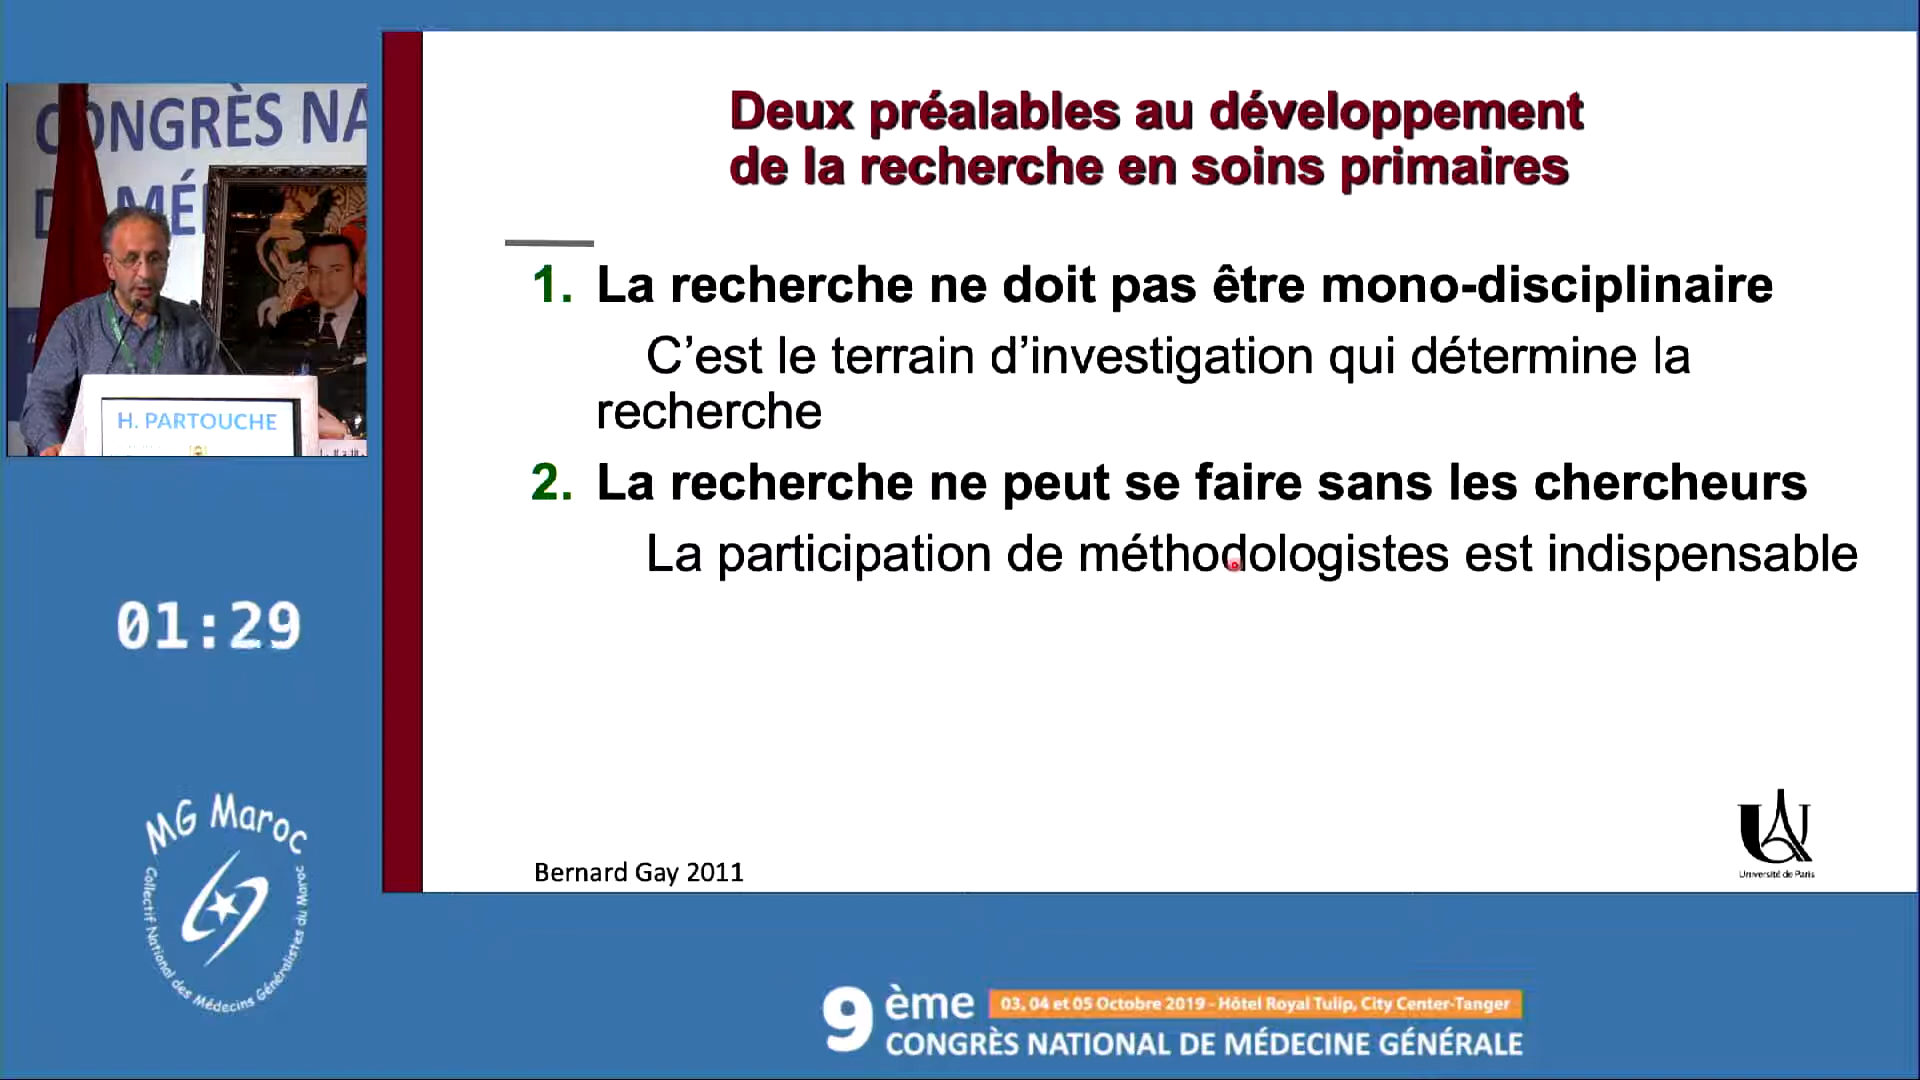 CONGRÈS NA
MÉ
H. PARTOUCHE
01:29
MG Maroc
Collectif National des Médecins Généralistes du Maroc
Deux préalables au développement
de la recherche en soins primaires
1. La recherche ne doit pas être mono-disciplinaire
C’est le terrain d’investigation qui détermine la
recherche
2. La recherche ne peut se faire sans les chercheurs
La participation de méthodologistes est indispensable
Bernard Gay 2011
Université de Paris
9ème
03, 04 et 05 Octobre 2019 - Hôtel Royal Tulip, City Center-Tanger
CONGRÈS NATIONAL DE MÉDECINE GÉNÉRALE